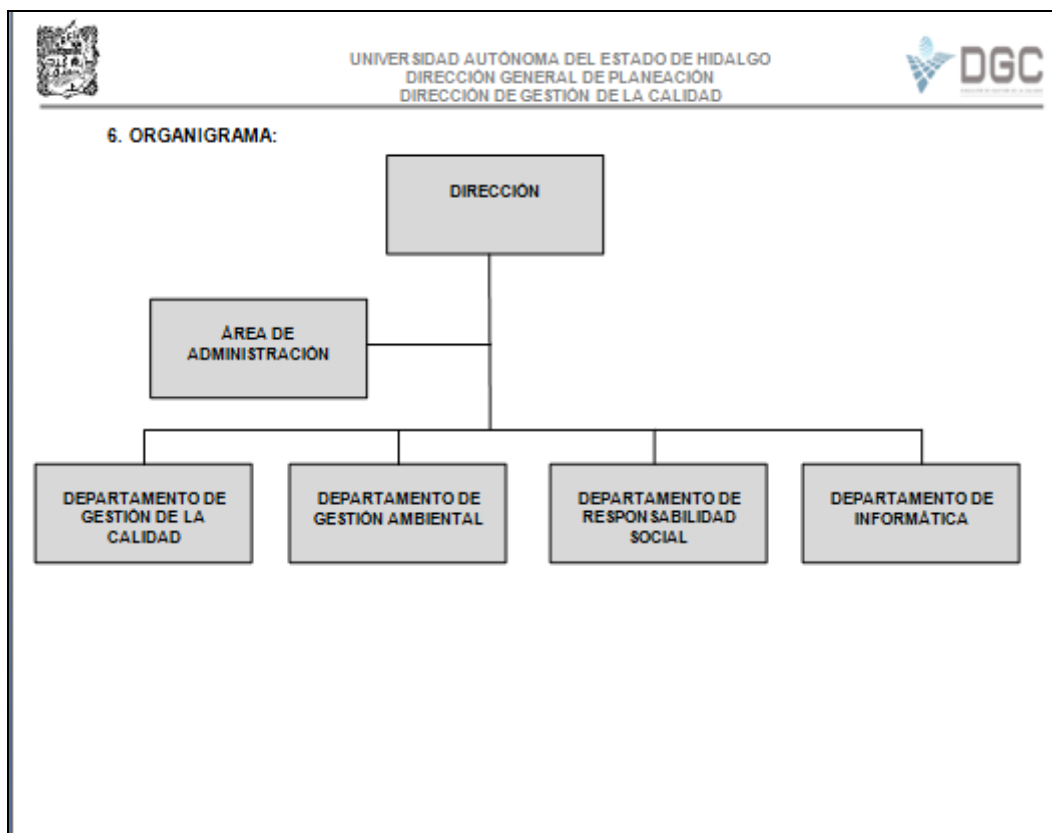 UNIVERSIDAD AUTÓNOMA DEL ESTADO DE HIDALGO
DIRECCIÓN GENERAL DE PLANEACIÓN
DIRECCIÓN DE GESTIÓN DE LA CALIDAD
DGC
6. ORGANIGRAMA:
DIRECCIÓN
ÁREA DE
ADMINISTRACIÓN
DEPARTAMENTO DE
GESTIÓN DE LA
CALIDAD
DEPARTAMENTO DE
GESTIÓN AMBIENTAL
DEPARTAMENTO DE
RESPONSABILIDAD
SOCIAL
DEPARTAMENTO DE
INFORMÁTICA